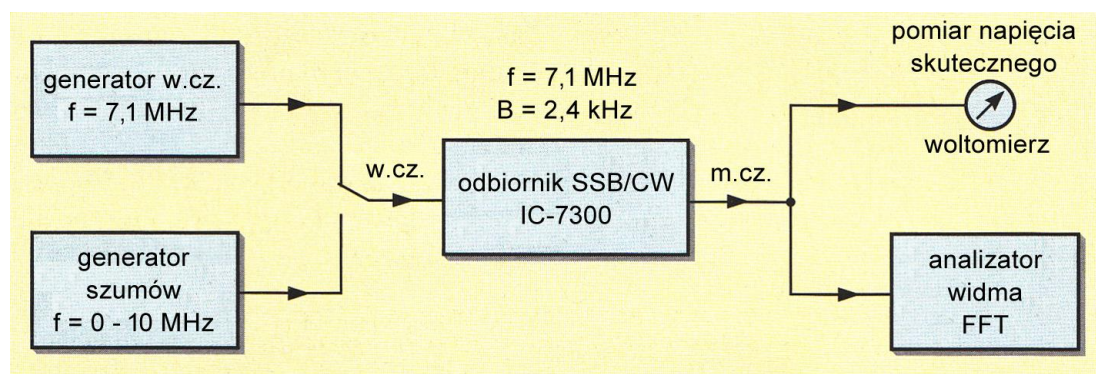 generator w.cz.
f = 7,1 MHz
generator
szumów
f = 0 - 10 MHz
w.cz.
f = 7,1 MHz
B = 2,4 kHz
odbiornik SSB/CW
IC-7300
m.cz.
pomiar napięcia
skutecznego
woltomierz
analizator
widma
FFT